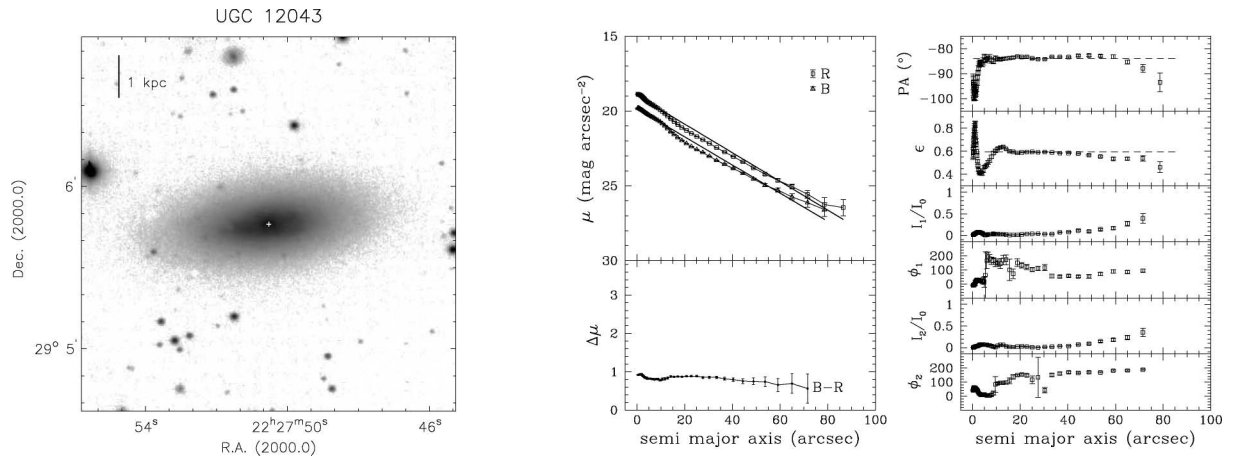 UGC 12043
1 kpc
Dec. (2000.0)
6'
29° 5'
54ˢ
22ʰ27ᵐ50ˢ
46ˢ
R.A. (2000.0)
μ (mag arcsec⁻²)
15
20
25
30
R
B
Δμ
3
2
1
0
B−R
0 20 40 60 80 100
semi major axis (arcsec)
PA (°)
−80
−90
−100
ϵ
0.8
0.6
0.4
I₁/I₀
1
0.5
0
ϕ₁
200
100
0
I₂/I₀
1
0.5
0
ϕ₂
200
100
0
0 20 40 60 80 100
semi major axis (arcsec)